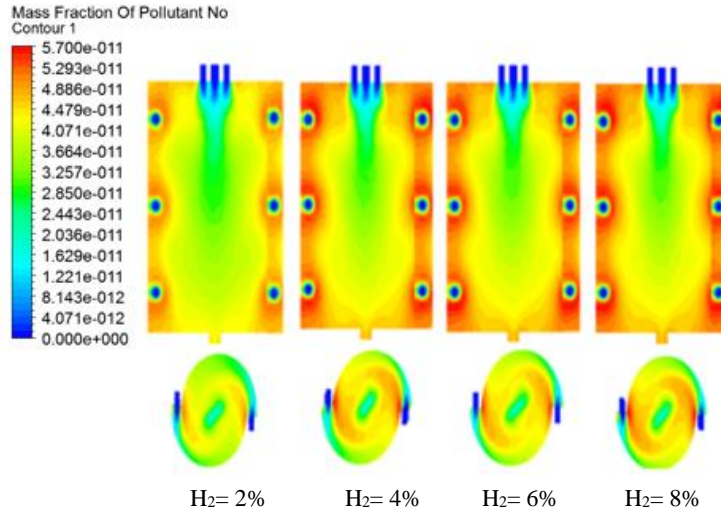 Mass Fraction Of Pollutant No
Contour 1
5.700e-011
5.293e-011
4.886e-011
4.479e-011
4.071e-011
3.664e-011
3.257e-011
2.850e-011
2.443e-011
2.036e-011
1.629e-011
1.221e-011
8.143e-012
4.071e-012
0.000e+000
H2= 2% H2= 4% H2= 6% H2= 8%